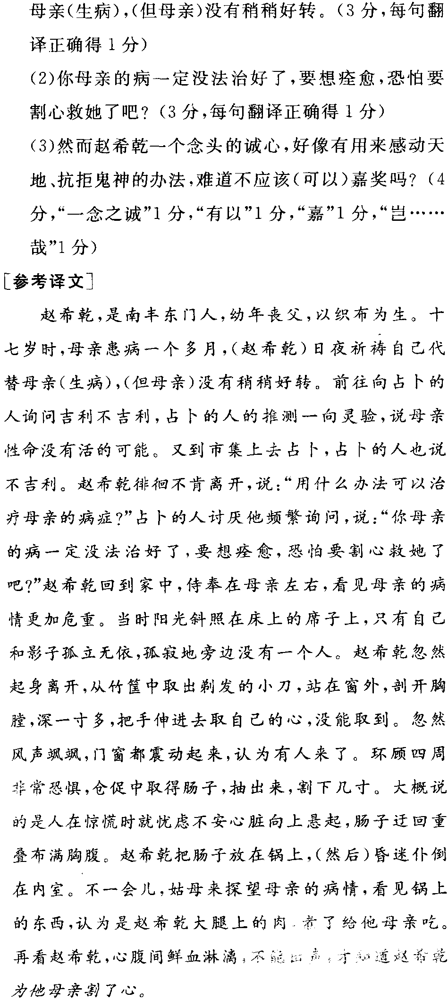 母亲(生病),(但母亲)没有稍稍好转。(3 分,每句翻
译正确得 1 分)
(2)你母亲的病一定没法治好了,要想痊愈,恐怕要
割心救她了吧?(3 分,每句翻译正确得 1 分)
(3)然而赵希乾一个念头的诚心,好像有用来感动天
地、抗拒鬼神的办法,难道不应该(可以)嘉奖吗?(4
分,“一念之诚”1 分,“有以”1 分,“嘉”1 分,“岂……
哉”1 分)
[参考译文]
赵希乾,是南丰东门人,幼年丧父,以织布为生。十
七岁时,母亲患病一个多月,(赵希乾)日夜祈祷自己代
替母亲(生病),(但母亲)没有稍稍好转。前往向占卜的
人询问吉利不吉利,占卜的人的推测一向灵验,说母亲
性命没有活的可能。又到市集上去占卜,占卜的人也说
不吉利。赵希乾徘徊不肯离开,说:“用什么办法可以治
疗母亲的病症?”占卜的人讨厌他频繁询问,说:“你母亲
的病一定没法治好了,要想痊愈,恐怕要割心救她了
吧?”赵希乾回到家中,侍奉在母亲左右,看见母亲的病
情更加危重。当时阳光斜照在床上的席子上,只有自己
和影子孤立无依,孤寂地旁边没有一个人。赵希乾忽然
起身离开,从竹筐中取出剃发的小刀,站在窗外,剖开胸
膛,深一寸多,把手伸进去取自己的心,没能取到。忽然
风声飒飒,门窗都震动起来,认为有人来了。环顾四周
非常恐惧,仓促中取得肠子,抽出来,割下几寸。大概说
的是人在惊慌时就忧虑不安心脏向上悬起,肠子迂回重
叠布满胸腹。赵希乾把肠子放在锅上,(然后)昏迷仆倒
在内室。不一会儿,姑母来探望母亲的病情,看见锅上
的东西,认为是赵希乾大腿上的肉,煮了给他母亲吃。
再看赵希乾,心腹间鲜血淋漓,不能出声,才知道赵希乾
为他母亲割了心。